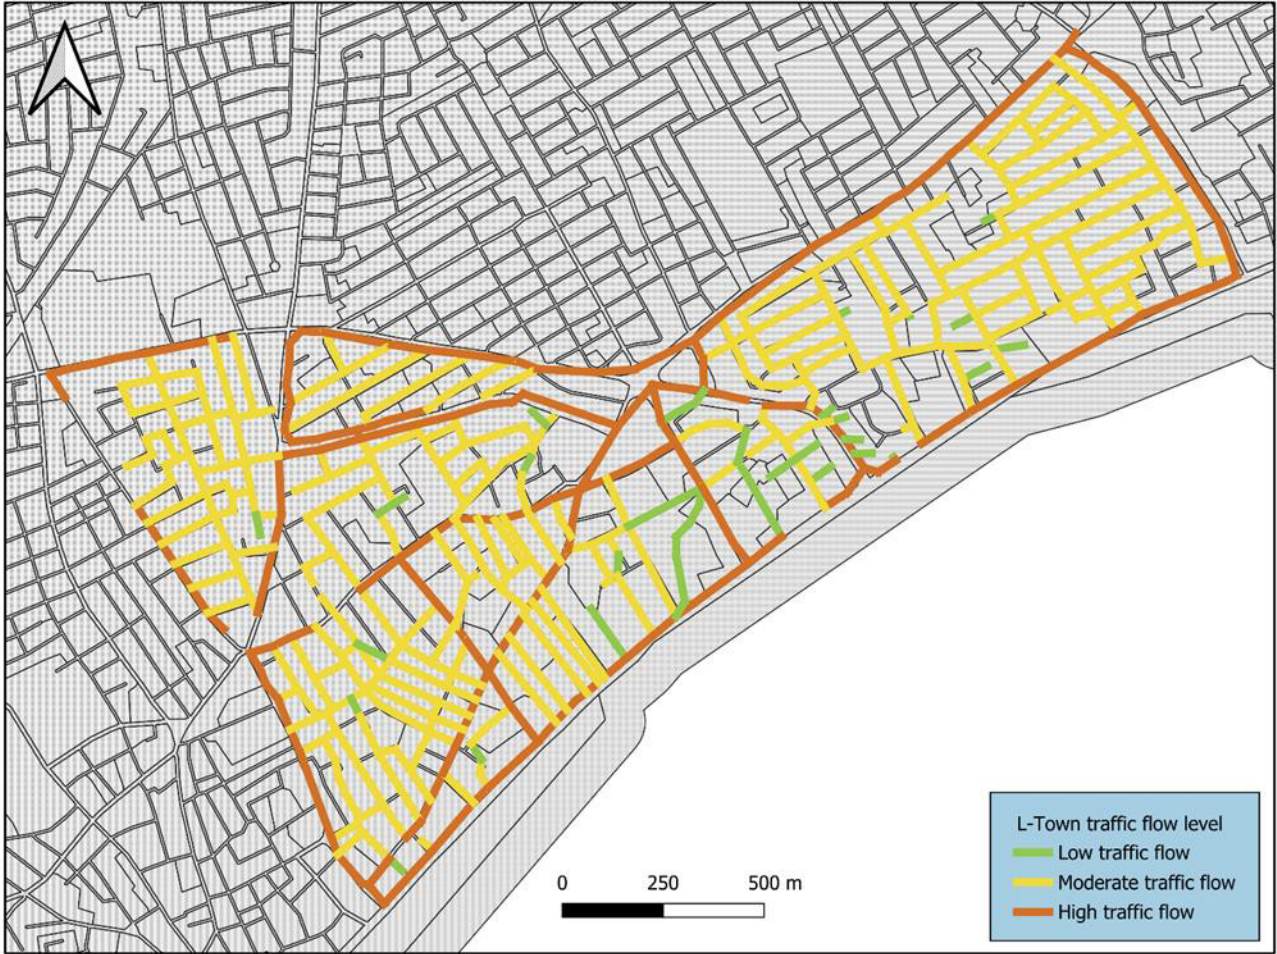 L-Town traffic flow level
Low traffic flow
Moderate traffic flow
High traffic flow
0 250 500 m